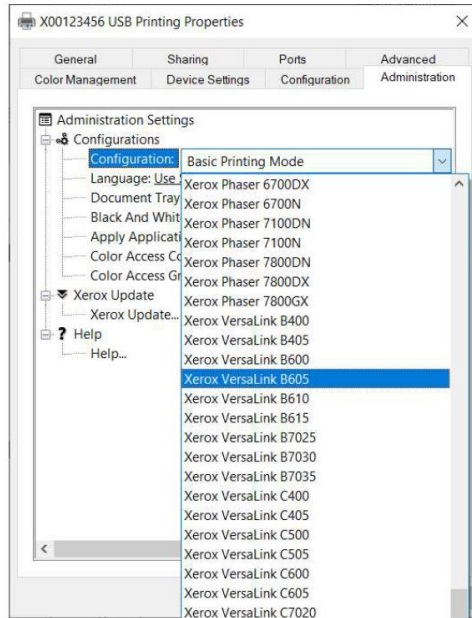 X00123456 USB Printing Properties
General Sharing Ports Advanced
Color Management Device Settings Configuration Administration
Administration Settings
Configurations
Configuration: Basic Printing Mode
Language: Use
Document Tray
Black And Whit
Apply Applicati
Color Access Co
Color Access Gr
Xerox Update
Xerox Update...
? Help
Help...
Xerox Phaser 6700DX
Xerox Phaser 6700N
Xerox Phaser 7100DN
Xerox Phaser 7100N
Xerox Phaser 7800DN
Xerox Phaser 7800DX
Xerox Phaser 7800GX
Xerox VersaLink B400
Xerox VersaLink B405
Xerox VersaLink B600
Xerox VersaLink B605
Xerox VersaLink B610
Xerox VersaLink B615
Xerox VersaLink B7025
Xerox VersaLink B7030
Xerox VersaLink B7035
Xerox VersaLink C400
Xerox VersaLink C405
Xerox VersaLink C500
Xerox VersaLink C505
Xerox VersaLink C600
Xerox VersaLink C605
Xerox VersaLink C7020